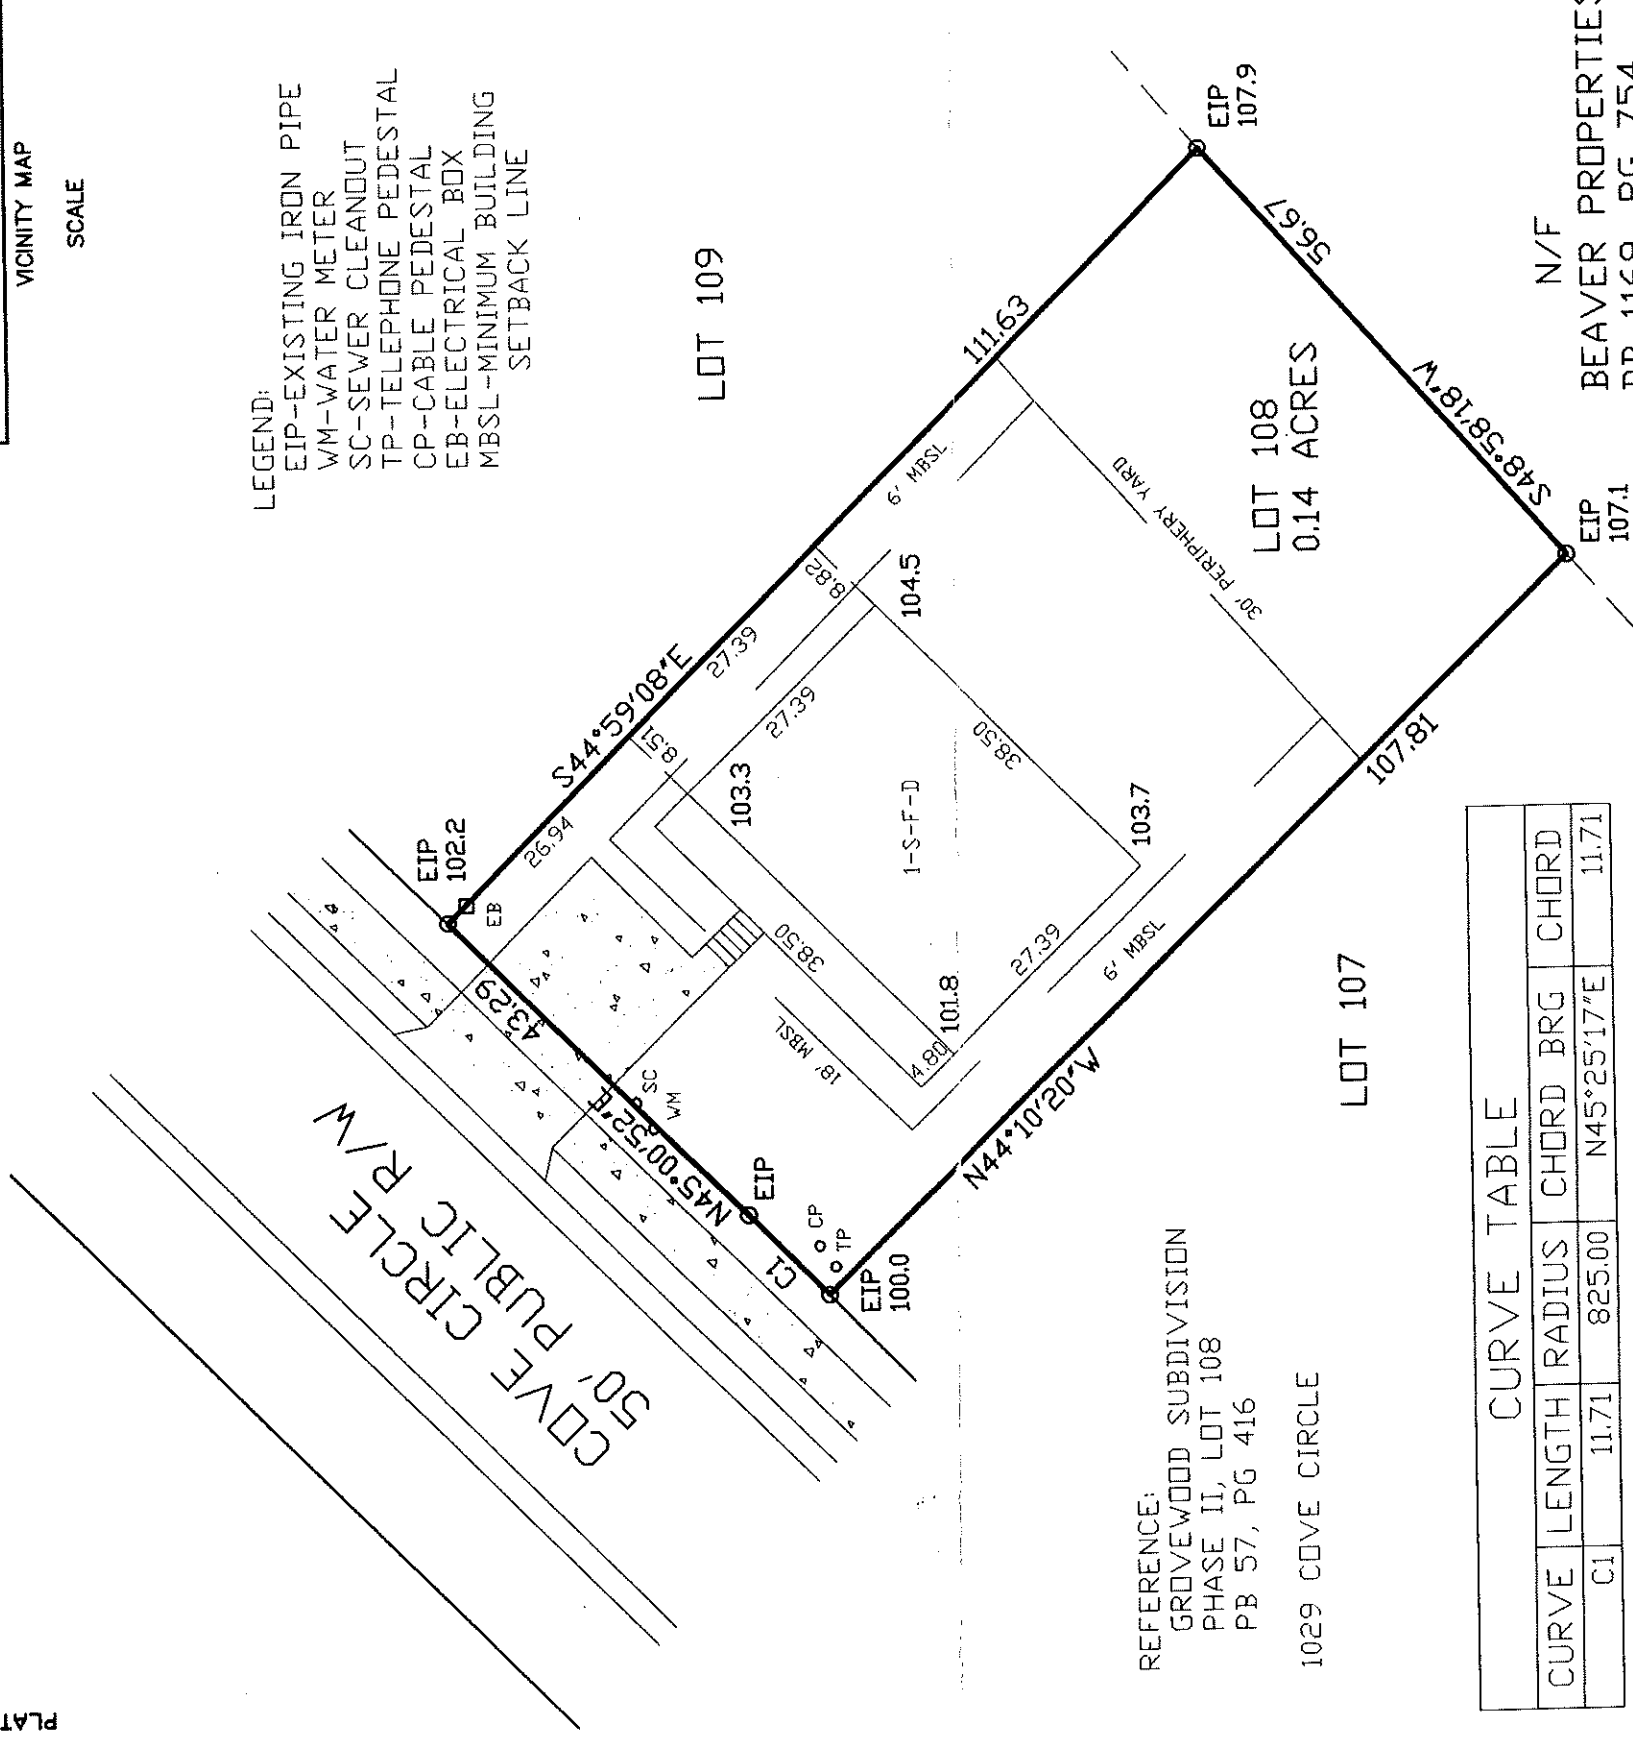 VICINITY MAP
SCALE
PLAT
LEGEND:
EIP-EXISTING IRON PIPE
WM-WATER METER
SC-SEWER CLEANOUT
TP-TELEPHONE PEDESTAL
CP-CABLE PEDESTAL
EB-ELECTRICAL BOX
MBSL-MINIMUM BUILDING
SETBACK LINE
COVE CIRCLE
50' PUBLIC R/W
LOT 109
EIP
102.2
EB
S44°59'08"E
111.63
26.94
8.51
27.39
8.82
6' MBSL
EIP
107.9
56.67
S48°58'18"W
EIP
107.1
LOT 108
0.14 ACRES
30' PERIPHERY YARD
104.5
103.3
27.39
38.50
1-S-F-D
103.7
38.50
27.39
101.8
4.80
18' MBSL
6' MBSL
107.81
N44°10'20"W
LOT 107
43.29
N45°00'52"E
SC
WM
EIP
C1
CP
TP
EIP
100.0
N/F
BEAVER PROPERTIES
1168 PG 754
REFERENCE:
GROVEWOOD SUBDIVISION
PHASE II, LOT 108
PB 57, PG 416
1029 COVE CIRCLE
CURVE TABLE
CURVE LENGTH RADIUS CHORD BRG CHORD
C1 11.71 825.00 N45°25'17"E 11.71